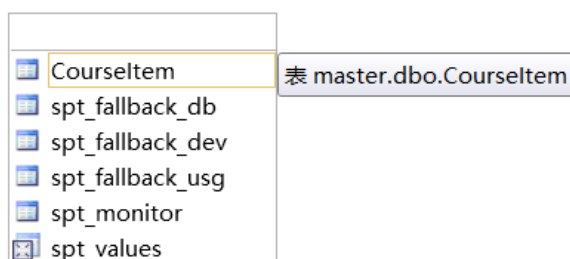 CourseItem
表 master.dbo.CourseItem
spt_fallback_db
spt_fallback_dev
spt_fallback_usg
spt_monitor
spt_values